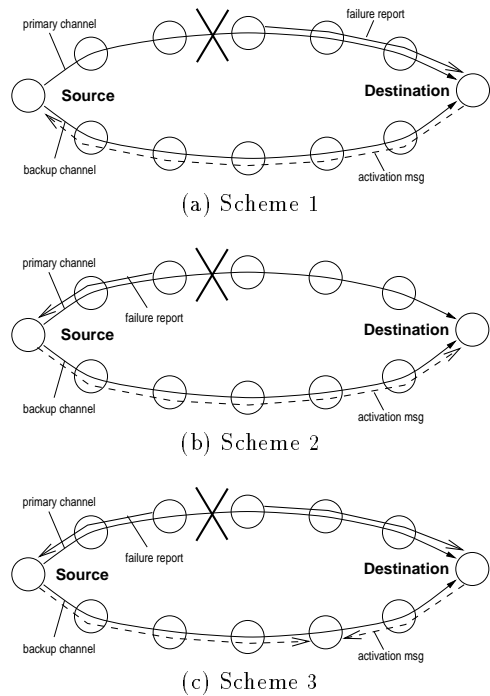 failure report
primary channel
Source
Destination
backup channel
activation msg
(a) Scheme 1
primary channel
failure report
Source
Destination
backup channel
activation msg
(b) Scheme 2
primary channel
failure report
Source
Destination
backup channel
activation msg
(c) Scheme 3